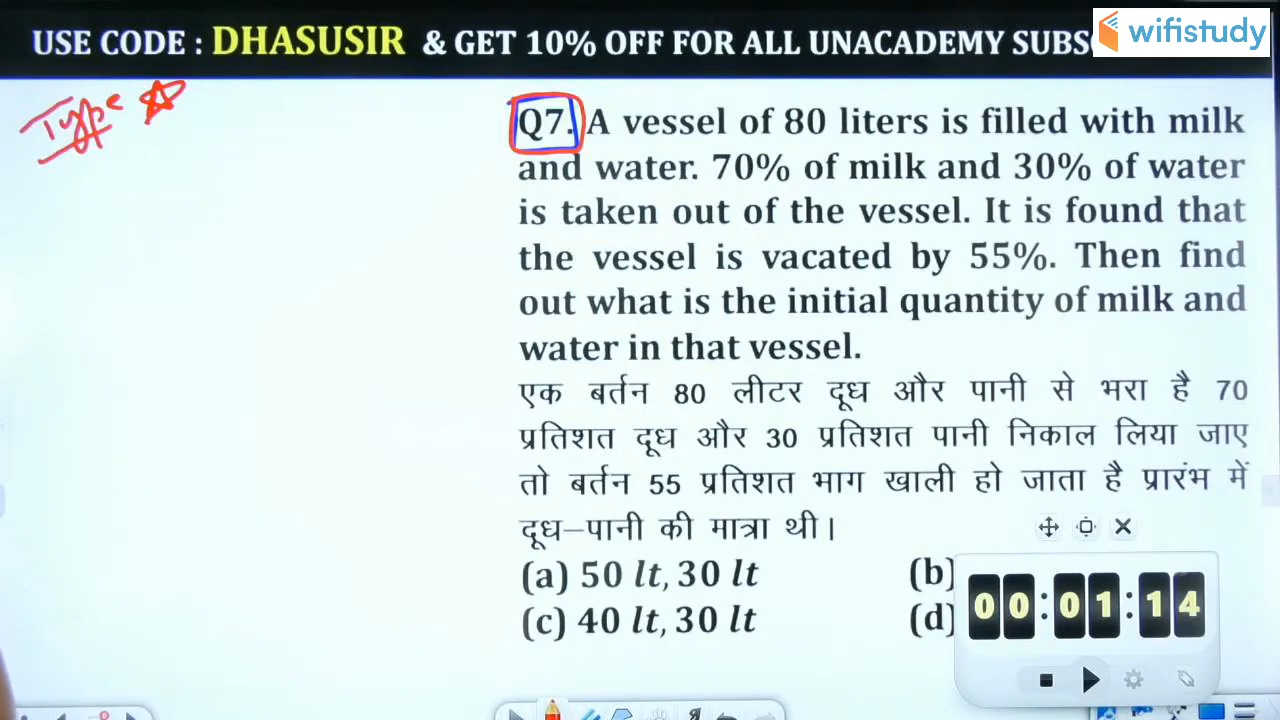 USE CODE : DHASUSIR & GET 10% OFF FOR ALL UNACADEMY SUBS
wifistudy
Type
Q7. A vessel of 80 liters is filled with milk
and water. 70% of milk and 30% of water
is taken out of the vessel. It is found that
the vessel is vacated by 55%. Then find
out what is the initial quantity of milk and
water in that vessel.
एक बर्तन 80 लीटर दूध और पानी से भरा है 70
प्रतिशत दूध और 30 प्रतिशत पानी निकाल लिया जाए
तो बर्तन 55 प्रतिशत भाग खाली हो जाता है प्रारंभ में
दूध–पानी की मात्रा थी।
(a) 50 lt, 30 lt (b)
(c) 40 lt, 30 lt (d)
00:01:14